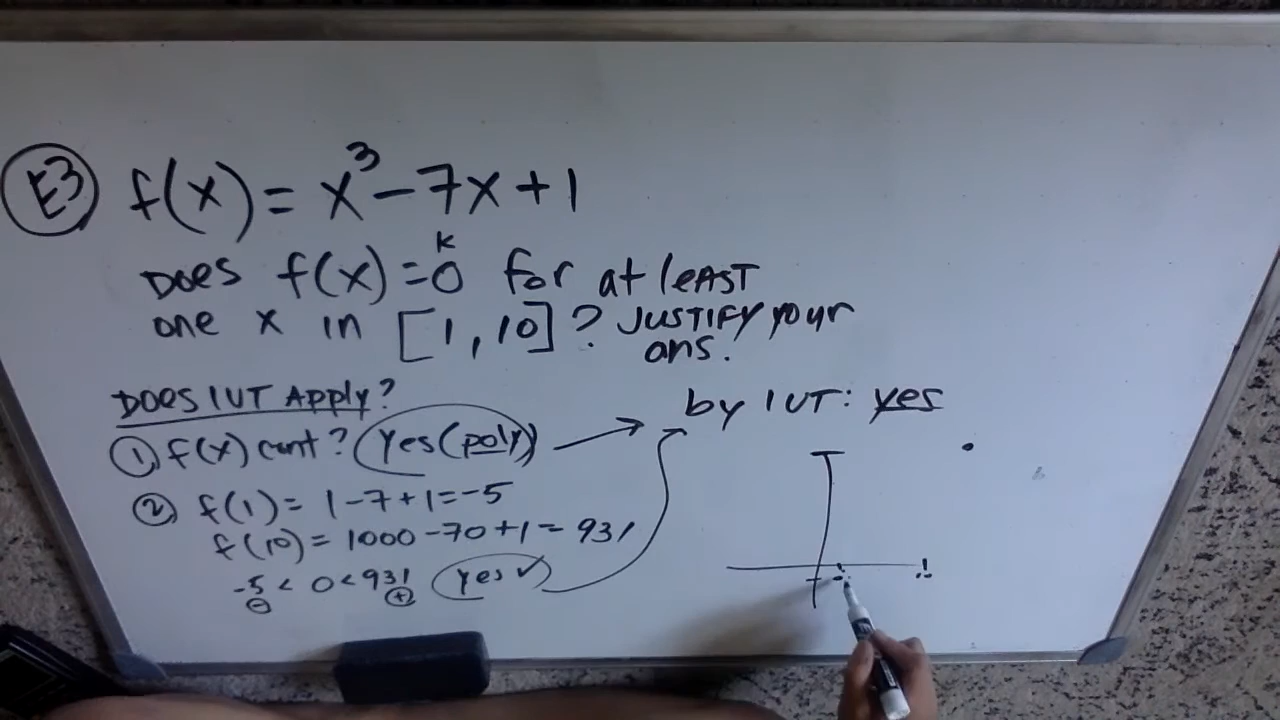 E3 f(x) = x³ - 7x + 1
DOES f(x) = 0 for at leAST
k
one x in [1, 10] ? JUSTIFY your
ans.
DOES IVT Apply?
① f(x) cont? yes (poly)
② f(1) = 1 - 7 + 1 = -5
f(10) = 1000 - 70 + 1 = 931
-5 < 0 < 931 yes ✓
⊖ ⊕
by IVT: yes